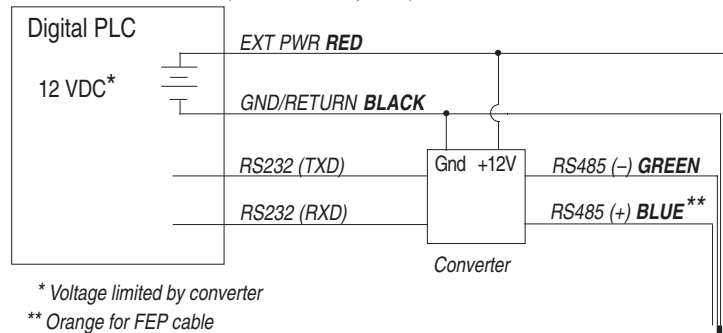 Digital PLC
EXT PWR RED
12 VDC*
GND/RETURN BLACK
RS232 (TXD)
Gnd +12V
RS485 (–) GREEN
RS232 (RXD)
RS485 (+) BLUE**
Converter
* Voltage limited by converter
** Orange for FEP cable